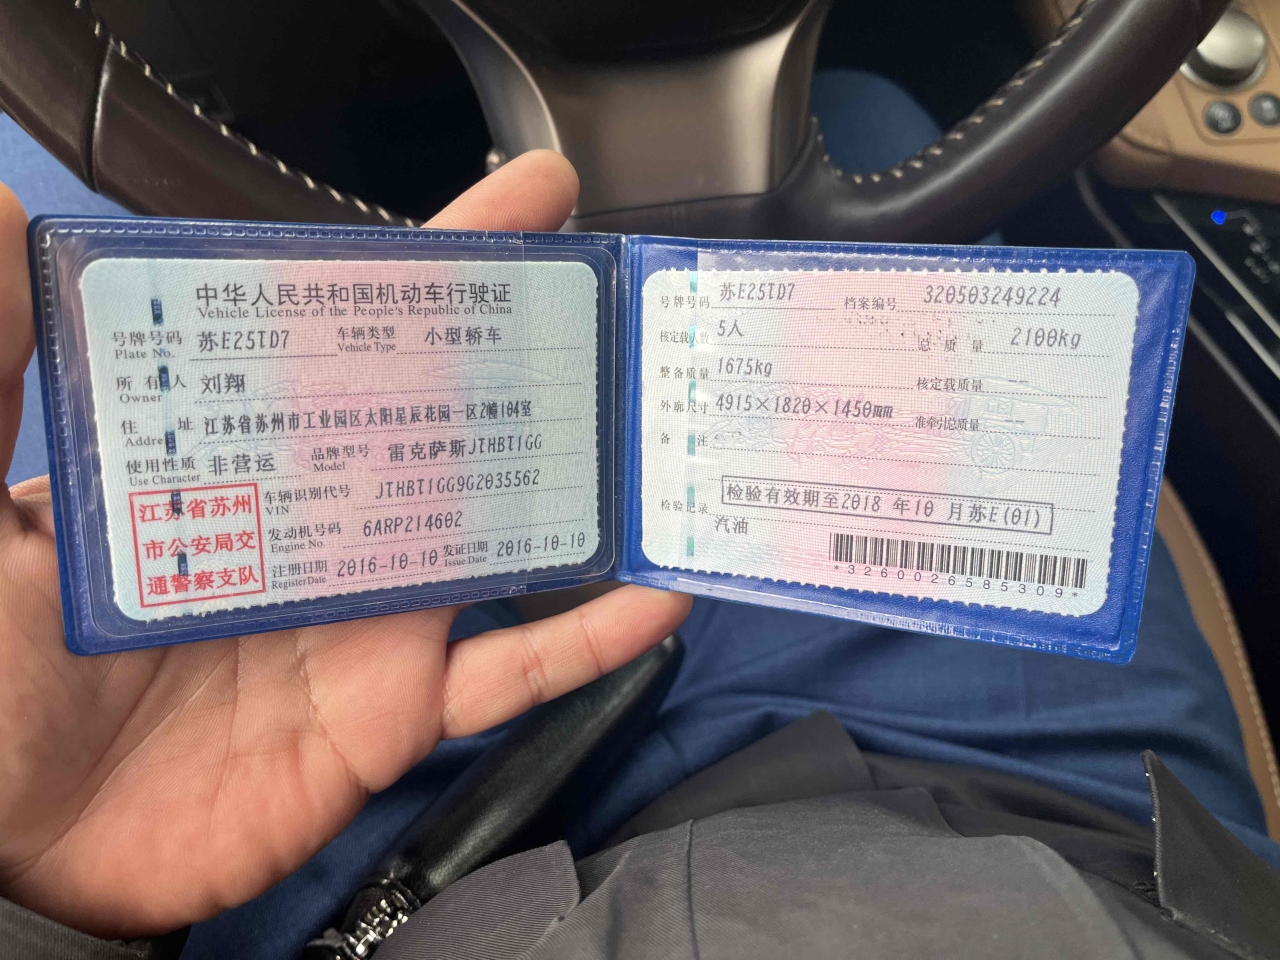 中华人民共和国机动车行驶证
Vehicle License of the People's Republic of China
号牌号码 苏E25TD7 车辆类型 小型轿车
Plate No. Vehicle Type
所有人 刘翔
Owner
住址 江苏省苏州市工业园区太阳星辰花园一区2幢104室
Address
使用性质 非营运 品牌型号 雷克萨斯JTHBT1GG
Use Character Model
江苏省苏州
市公安局交
通警察支队
车辆识别代号 JTHBT1GG9G2035562
VIN
发动机号码 6ARP214602
Engine No.
注册日期 2016-10-10 发证日期 2016-10-10
Register Date Issue Date
号牌号码 苏E25TD7 档案编号 320503249224
核定载人数 5人 总质量 2100kg
整备质量 1675kg 核定载质量 --
外廓尺寸 4915×1820×1450mm 准牵引总质量 --
备注
检验记录 检验有效期至2018 年10 月苏E(01)
汽油
*3260026585309*